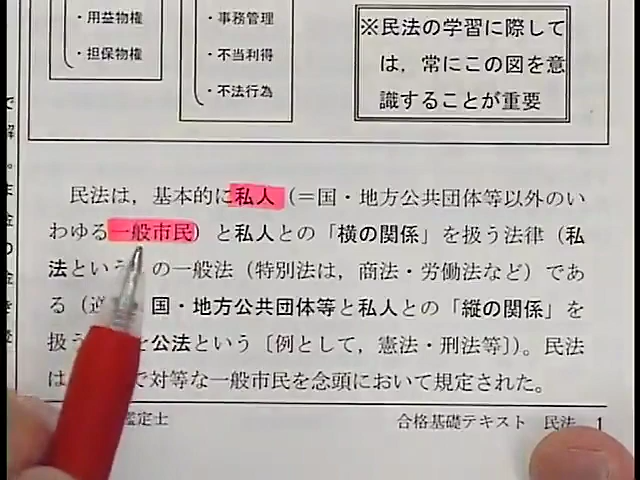 ・用益物権
・担保物権
・事務管理
・不当利得
・不法行為
※民法の学習に際して
は，常にこの図を意
識することが重要
民法は，基本的に私人（＝国・地方公共団体等以外のい
わゆる一般市民）と私人との「横の関係」を扱う法律（私
法という の一般法（特別法は，商法・労働法など）であ
る（逆 国・地方公共団体等と私人との「縦の関係」を
扱う を公法という〔例として，憲法・刑法等〕）。民法
は で対等な一般市民を念頭において規定された。
鑑定士
合格基礎テキスト 民法 1